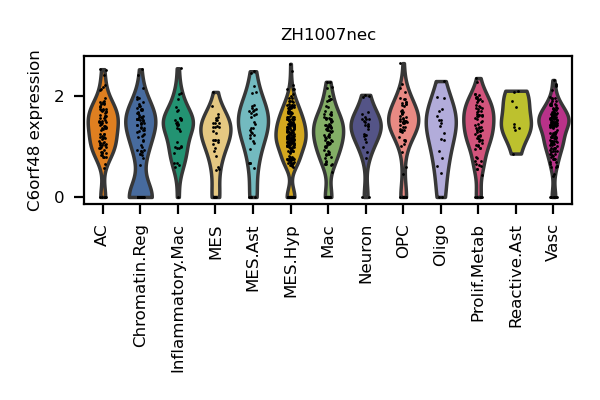 ZH1007nec
C6orf48 expression
2
0
AC
Chromatin.Reg
Inflammatory.Mac
MES
MES.Ast
MES.Hyp
Mac
Neuron
OPC
Oligo
Prolif.Metab
Reactive.Ast
Vasc